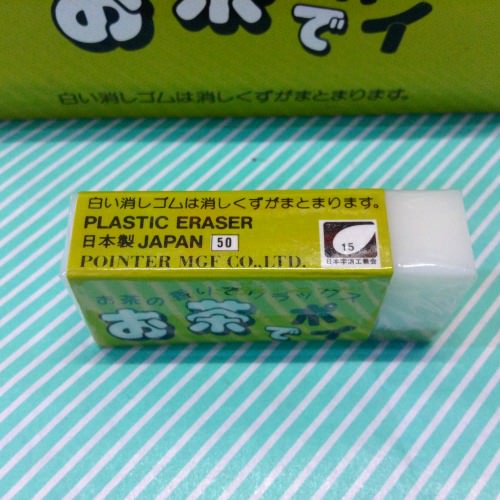 お茶で
白い消しゴムは消しくずがまとまります。
白い消しゴムは消しくずがまとまります。
PLASTIC ERASER
日本製 JAPAN 50
POINTER MGF CO.,LTD.
15
日本字消工業会
お茶の香りでリラックス
お茶でポイ